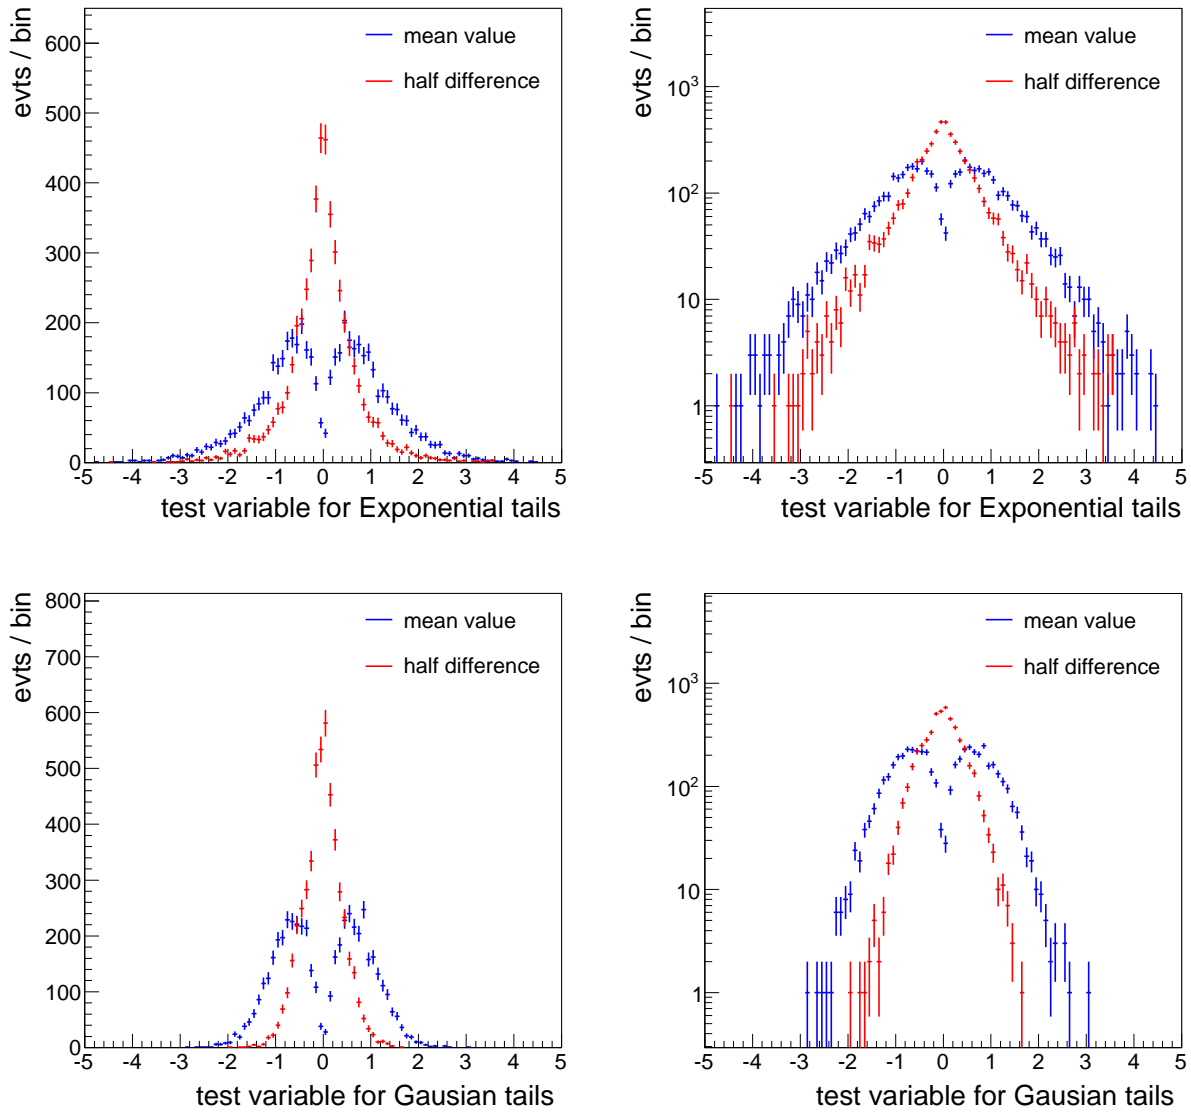 evts / bin
600
500
400
300
200
100
0
mean value
half difference
-5 -4 -3 -2 -1 0 1 2 3 4 5
test variable for Exponential tails
evts / bin
10³
10²
10
1
mean value
half difference
-5 -4 -3 -2 -1 0 1 2 3 4 5
test variable for Exponential tails
evts / bin
800
700
600
500
400
300
200
100
0
mean value
half difference
-5 -4 -3 -2 -1 0 1 2 3 4 5
test variable for Gausian tails
evts / bin
10³
10²
10
1
mean value
half difference
-5 -4 -3 -2 -1 0 1 2 3 4 5
test variable for Gausian tails